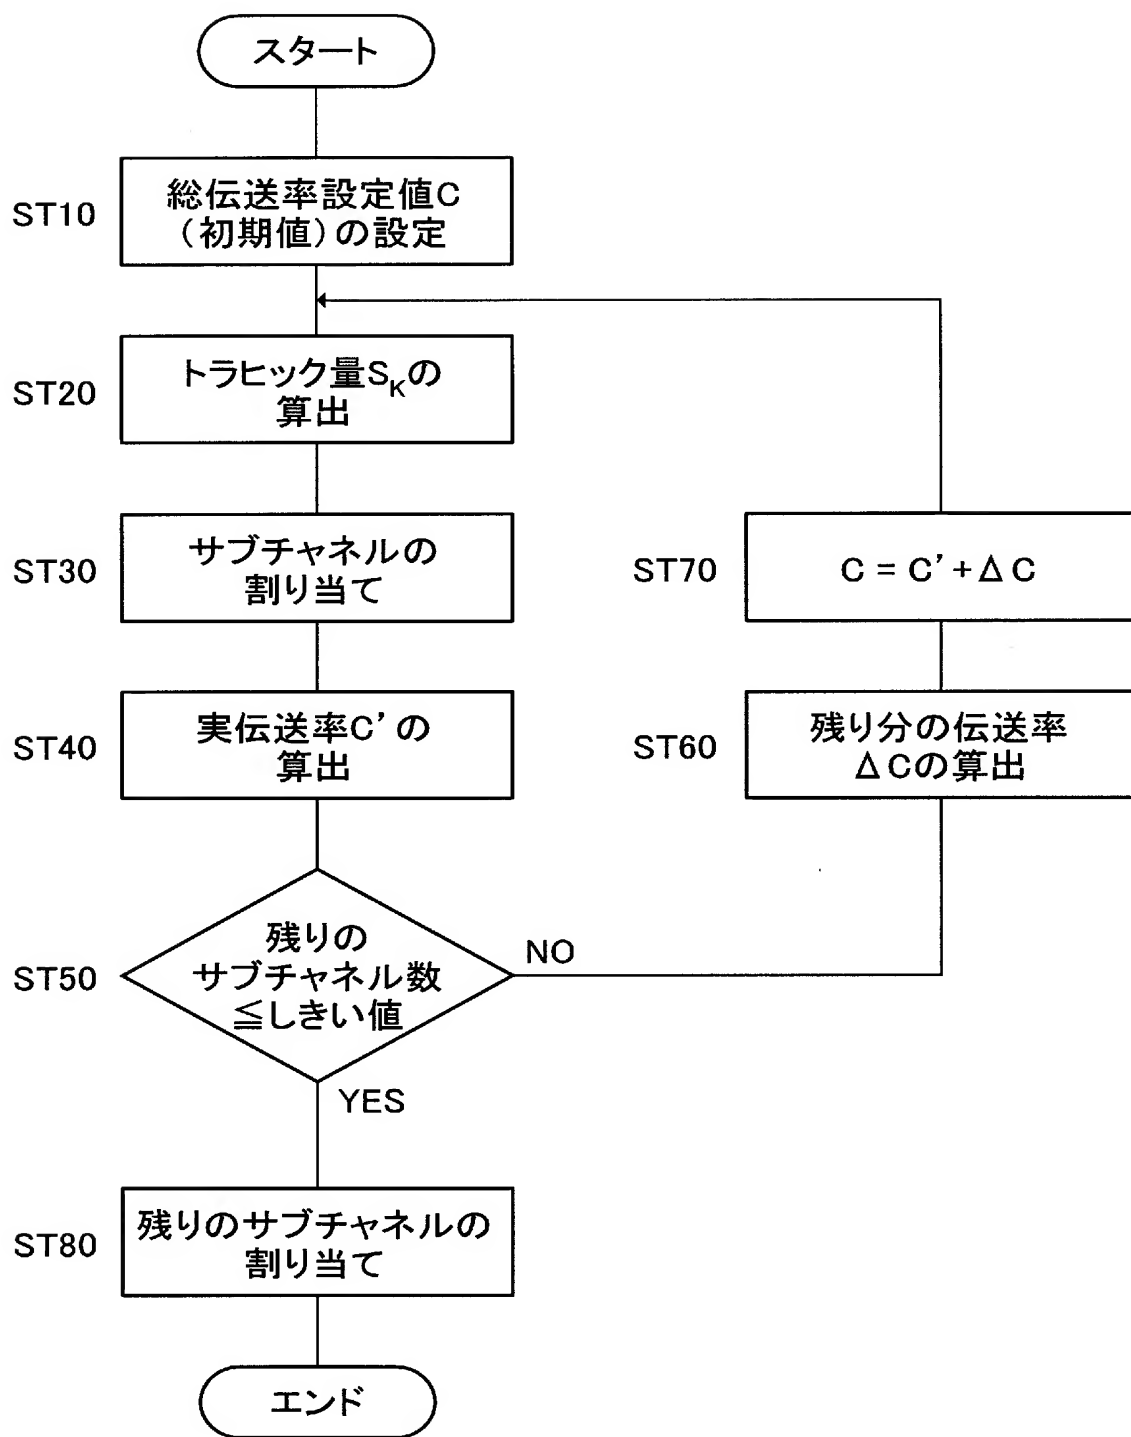 スタート
ST10
総伝送率設定値C
(初期値)の設定
ST20
トラヒック量S_Kの
算出
ST30
サブチャネルの
割り当て
ST70
C = C' + Δ C
ST40
実伝送率C'の
算出
ST60
残り分の伝送率
Δ Cの算出
ST50
残りの
サブチャネル数
≦しきい値
NO
YES
ST80
残りのサブチャネルの
割り当て
エンド